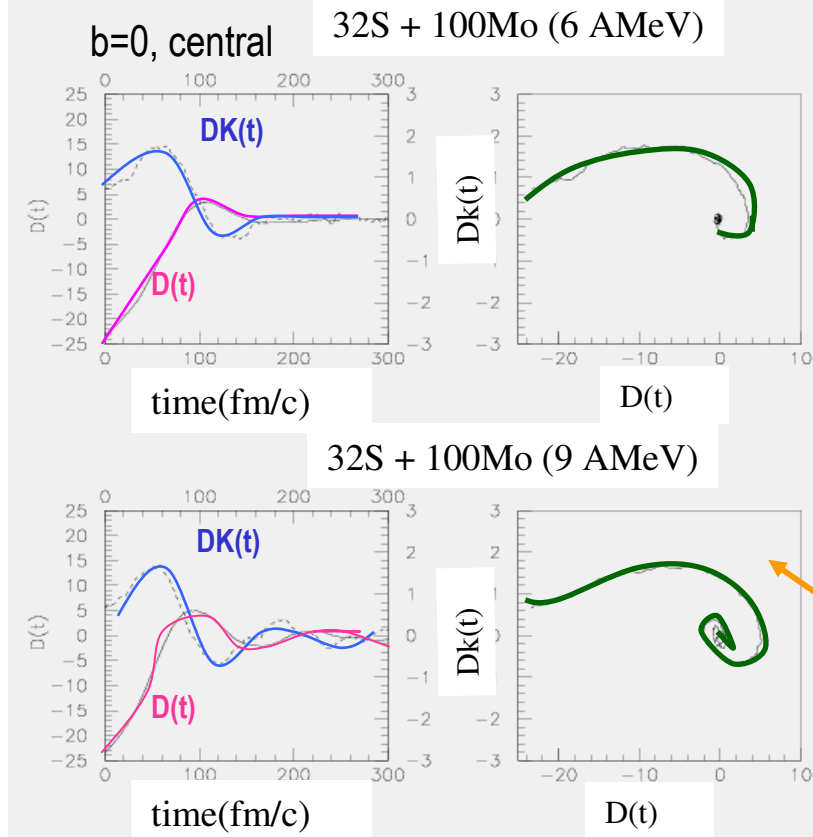 b=0, central
32S + 100Mo (6 AMeV)
0 100 200 300
25 20 15 10 5 0 −5 −10 −15 −20 −25
D(t)
DK(t)
D(t)
3 2 1 0 −1 −2 −3
0 100 200 300
time(fm/c)
Dk(t)
3 2 1 0 −1 −2 −3
−20 −10 0 10
D(t)
32S + 100Mo (9 AMeV)
0 100 200 300
25 20 15 10 5 0 −5 −10 −15 −20 −25
D(t)
DK(t)
D(t)
3 2 1 0 −1 −2 −3
0 100 200 300
time(fm/c)
Dk(t)
3 2 1 0 −1 −2 −3
−20 −10 0 10
D(t)